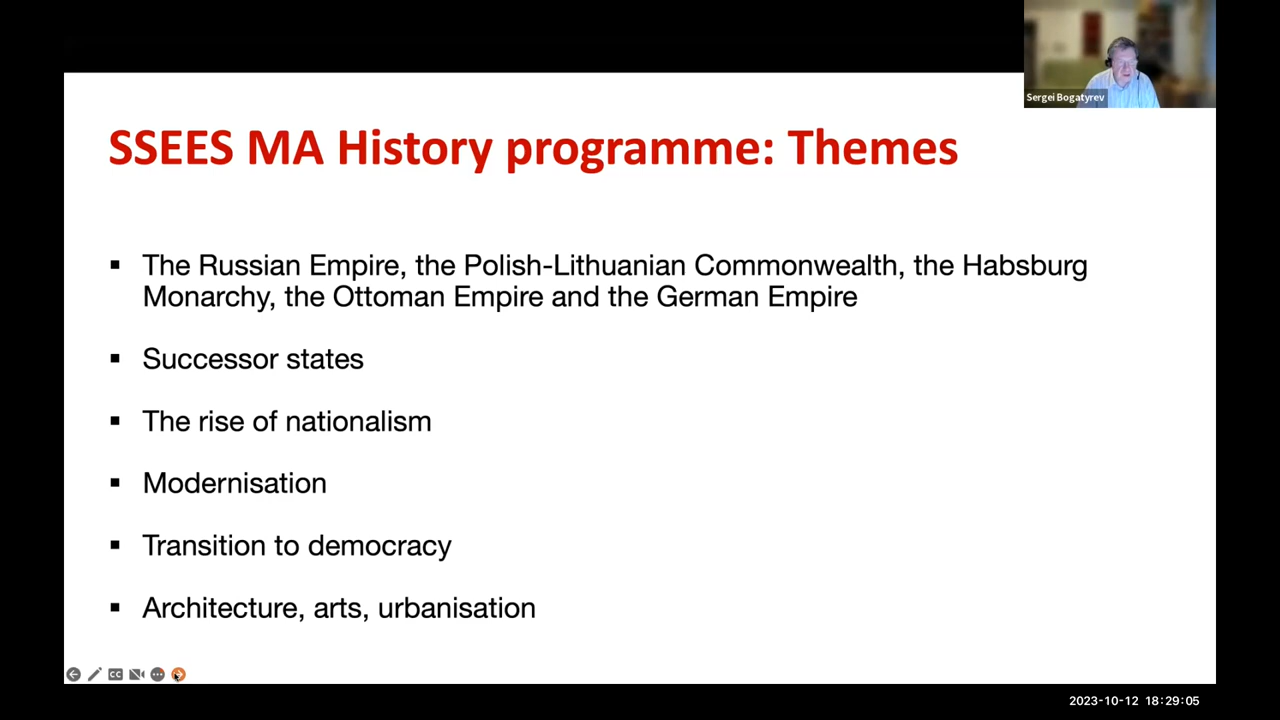 Sergei Bogatyrev
SSEES MA History programme: Themes
▪ The Russian Empire, the Polish-Lithuanian Commonwealth, the Habsburg
Monarchy, the Ottoman Empire and the German Empire
▪ Successor states
▪ The rise of nationalism
▪ Modernisation
▪ Transition to democracy
▪ Architecture, arts, urbanisation
CC
2023-10-12 18:29:05